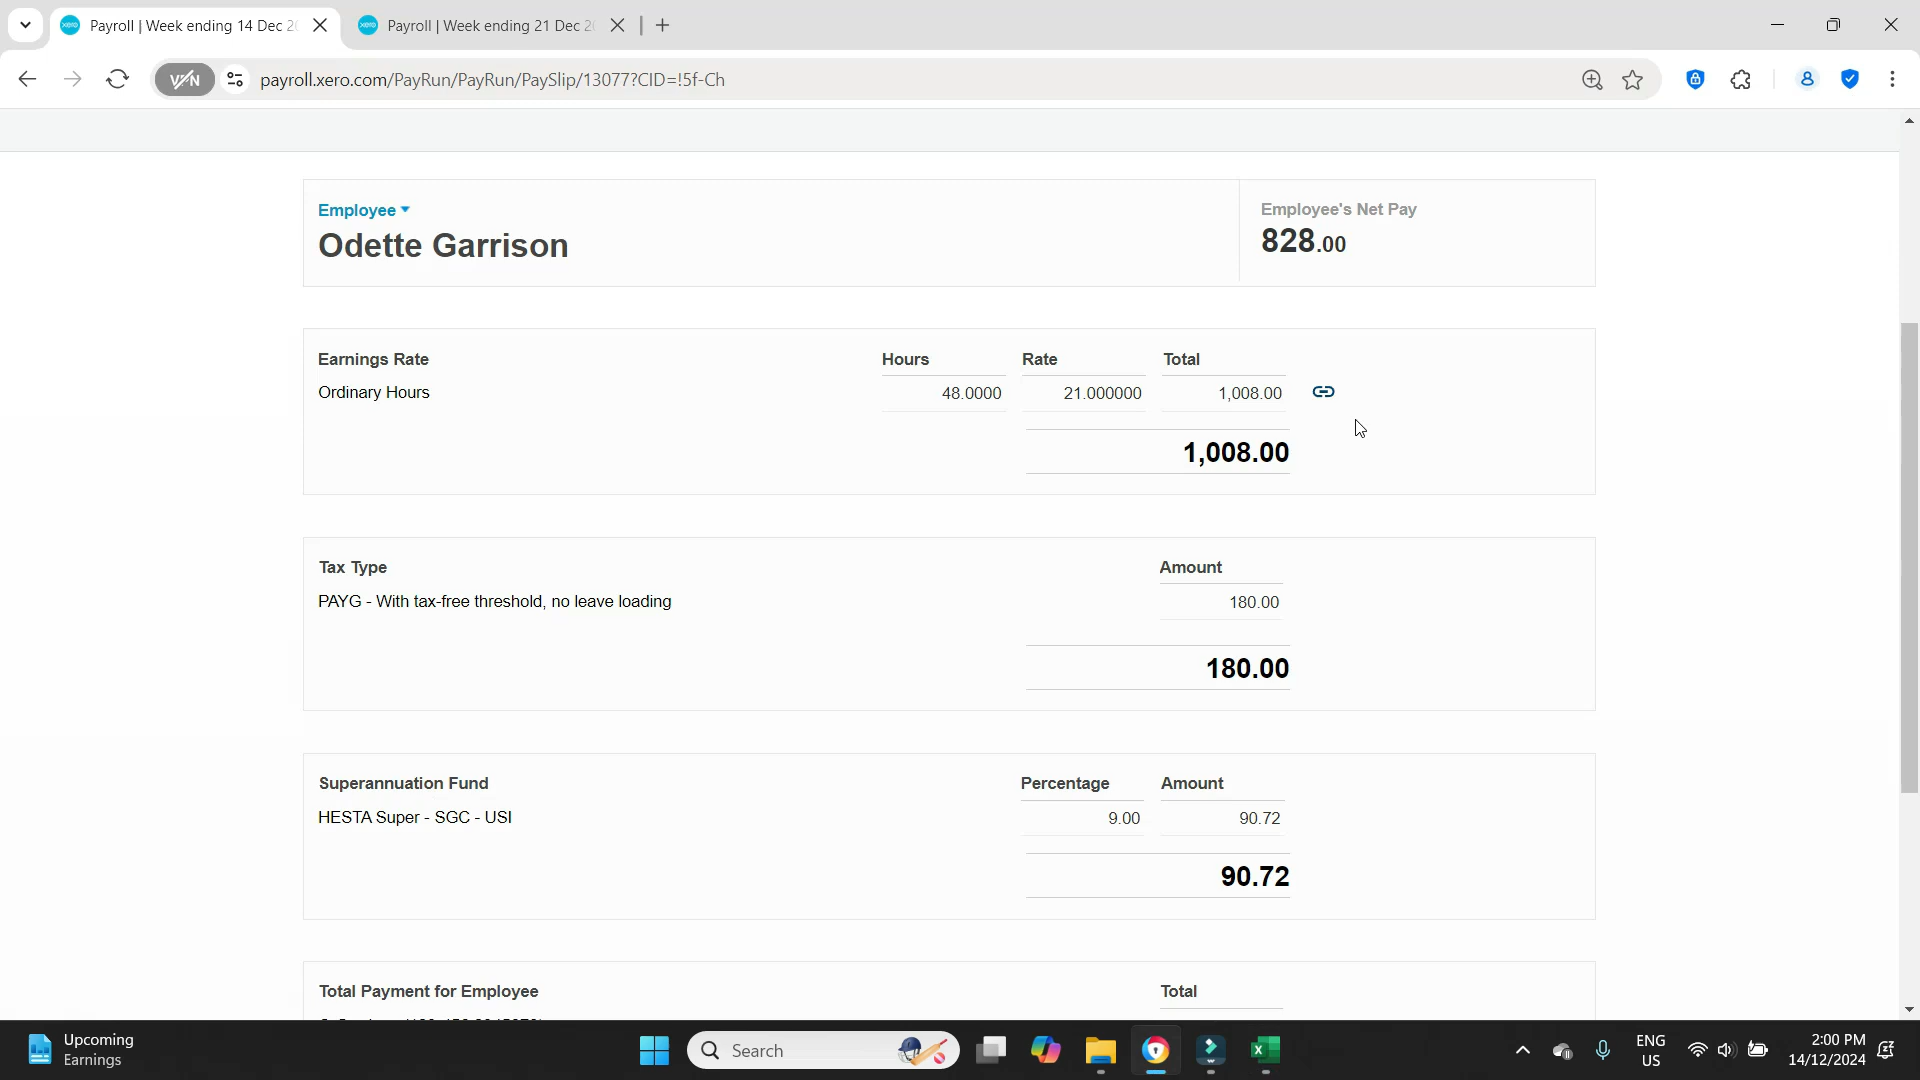 Payroll | Week ending 14 Dec 20
Payroll | Week ending 21 Dec 20
VPN
payroll.xero.com/PayRun/PayRun/PaySlip/13077?CID=!5f-Ch
Employee
Employee's Net Pay
Odette Garrison
828.00
Earnings Rate Hours Rate Total
Ordinary Hours 48.0000 21.000000 1,008.00
1,008.00
Tax Type Amount
PAYG - With tax-free threshold, no leave loading 180.00
180.00
Superannuation Fund Percentage Amount
HESTA Super - SGC - USI 9.00 90.72
90.72
Total Payment for Employee Total
Upcoming
Earnings
Search
ENG
US
2:00 PM
14/12/2024